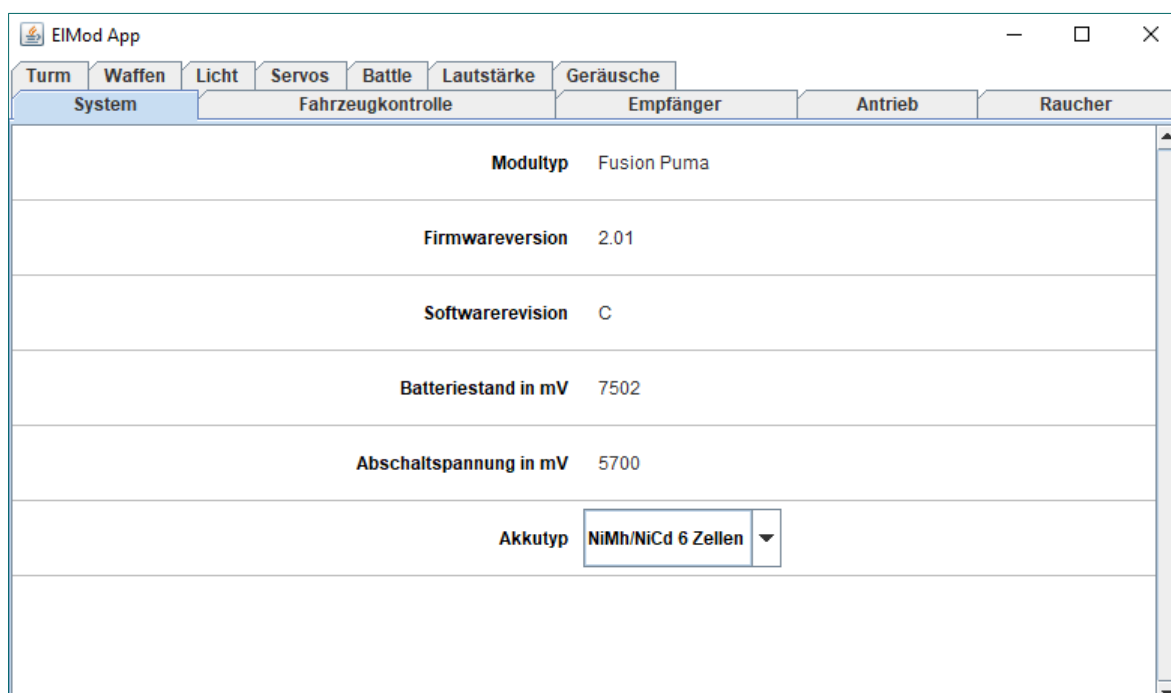 ElMod App
Turm Waffen Licht Servos Battle Lautstärke Geräusche
System Fahrzeugkontrolle Empfänger Antrieb Raucher
Modultyp Fusion Puma
Firmwareversion 2.01
Softwarerevision C
Batteriestand in mV 7502
Abschaltspannung in mV 5700
Akkutyp NiMh/NiCd 6 Zellen